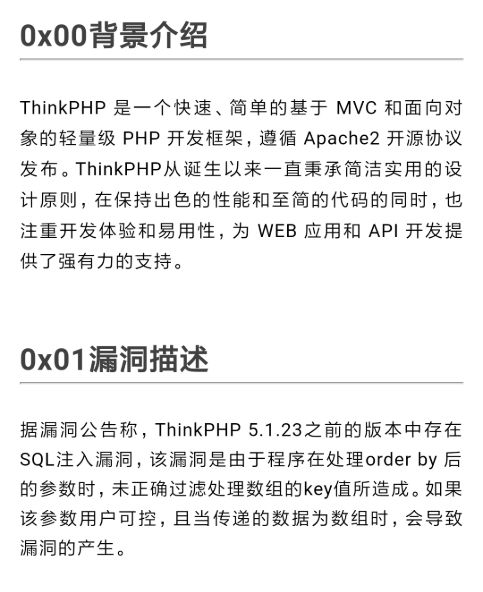 0x00背景介绍
ThinkPHP 是一个快速、简单的基于 MVC 和面向对
象的轻量级 PHP 开发框架，遵循 Apache2 开源协议
发布。ThinkPHP从诞生以来一直秉承简洁实用的设
计原则，在保持出色的性能和至简的代码的同时，也
注重开发体验和易用性，为 WEB 应用和 API 开发提
供了强有力的支持。
0x01漏洞描述
据漏洞公告称，ThinkPHP 5.1.23之前的版本中存在
SQL注入漏洞，该漏洞是由于程序在处理order by 后
的参数时，未正确过滤处理数组的key值所造成。如果
该参数用户可控，且当传递的数据为数组时，会导致
漏洞的产生。